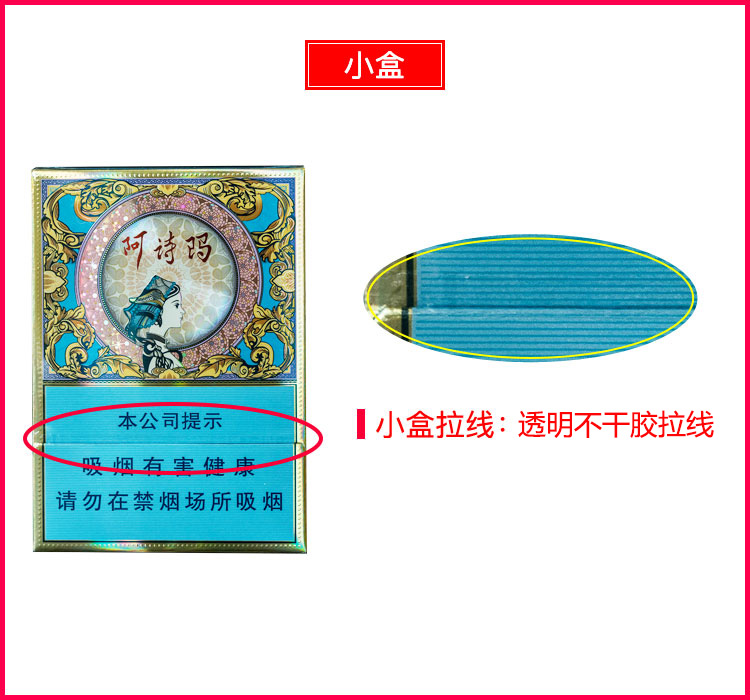 小盒
阿诗玛
本公司提示
吸烟有害健康
请勿在禁烟场所吸烟
小盒拉线：透明不干胶拉线